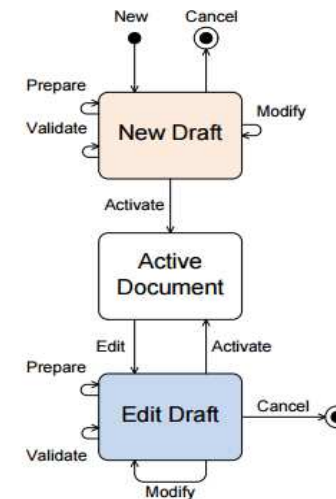 New
Cancel
Prepare
Validate
New Draft
Modify
Activate
Active
Document
Edit
Activate
Prepare
Validate
Edit Draft
Cancel
Modify